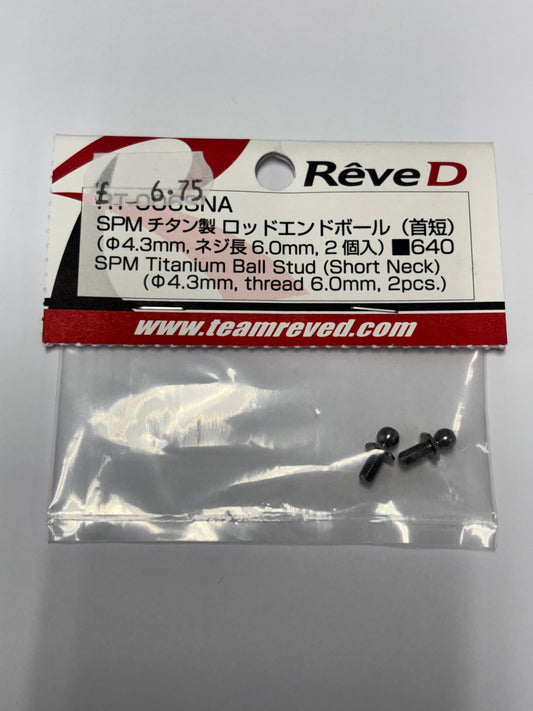 RêveD
£ 6.75
SPM チタン製 ロッドエンドボール（首短）
(Φ4.3mm, ネジ長 6.0mm, 2個入) ■640
SPM Titanium Ball Stud (Short Neck)
(Φ4.3mm, thread 6.0mm, 2pcs.)
www.teamreved.com